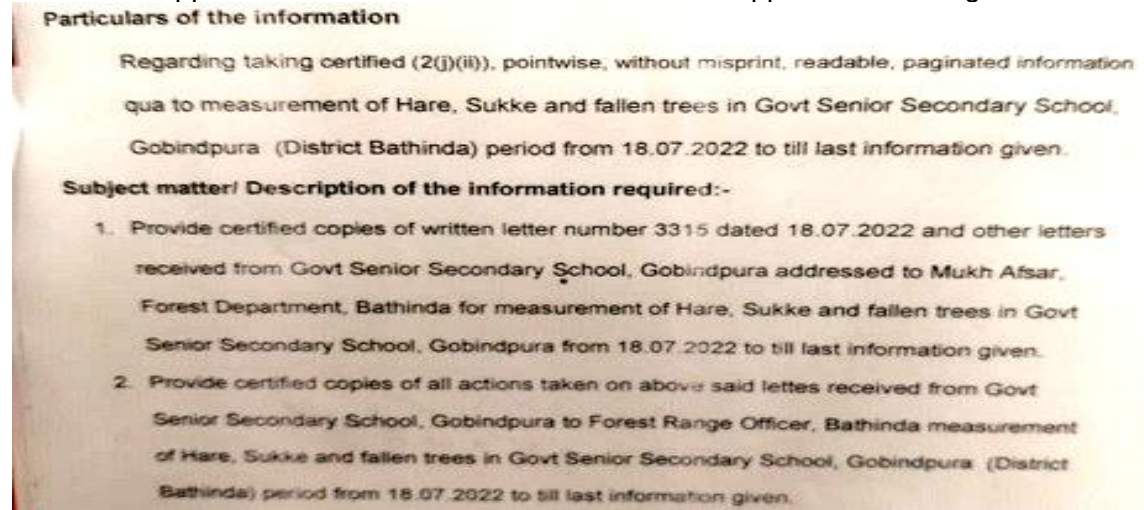 Particulars of the information
Regarding taking certified (2(j)(ii)), pointwise, without misprint, readable, paginated information
qua to measurement of Hare, Sukke and fallen trees in Govt Senior Secondary School,
Gobindpura (District Bathinda) period from 18.07.2022 to till last information given.
Subject matter/ Description of the information required:-
1. Provide certified copies of written letter number 3315 dated 18.07.2022 and other letters
received from Govt Senior Secondary School, Gobindpura addressed to Mukh Afsar,
Forest Department, Bathinda for measurement of Hare, Sukke and fallen trees in Govt
Senior Secondary School, Gobindpura from 18.07.2022 to till last information given.
2. Provide certified copies of all actions taken on above said lettes received from Govt
Senior Secondary School, Gobindpura to Forest Range Officer, Bathinda measurement
of Hare, Sukke and fallen trees in Govt Senior Secondary School, Gobindpura (District
Bathinda) period from 18.07.2022 to till last information given.